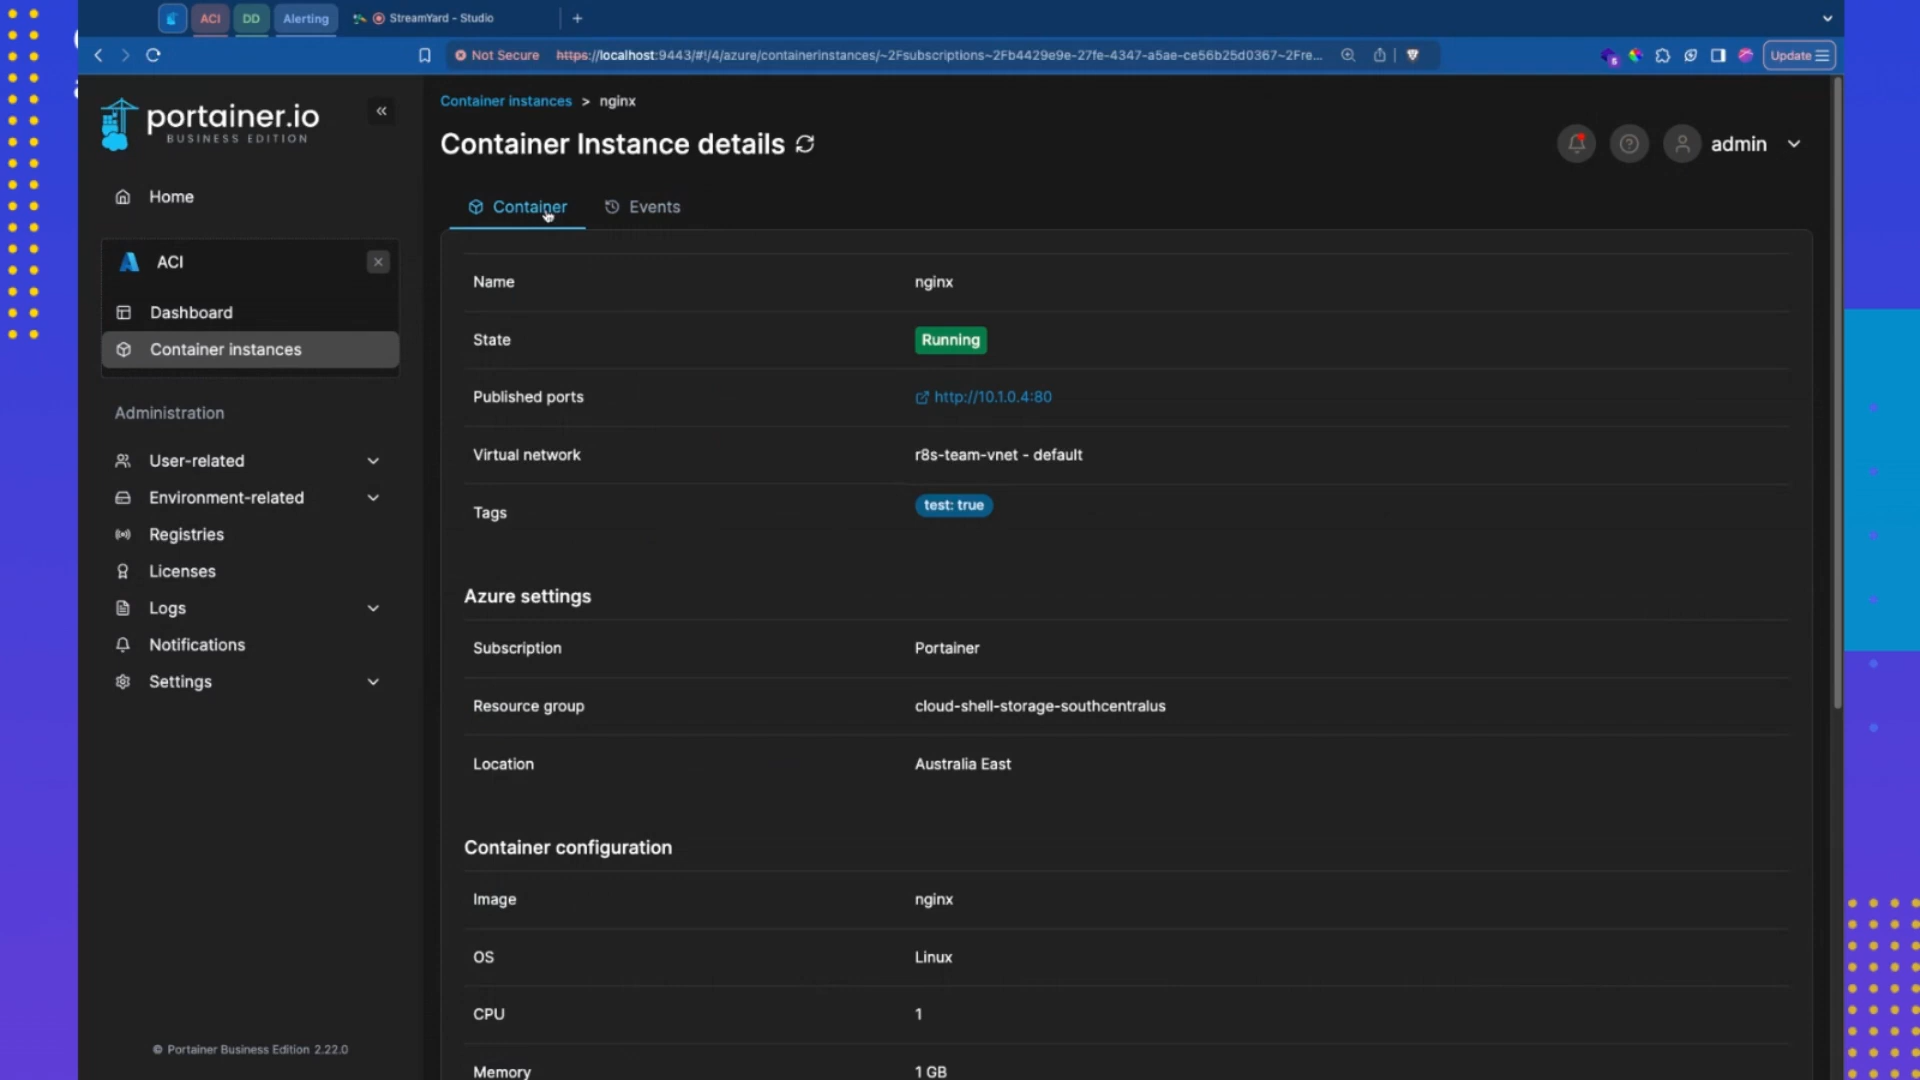 ACI
DD
Alerting
StreamYard - Studio
Not Secure
https://localhost:9443/#!/4/azure/containerinstances/~2Fsubscriptions~2Fb4429e9e-27fe-4347-a5ae-ce56b25d0367~2Fre...
Update
portainer.io
BUSINESS EDITION
Home
ACI
Dashboard
Container instances
Administration
User-related
Environment-related
Registries
Licenses
Logs
Notifications
Settings
© Portainer Business Edition 2.22.0
Container instances > nginx
Container Instance details
admin
Container
Events
Name nginx
State Running
Published ports http://10.1.0.4:80
Virtual network r8s-team-vnet - default
Tags test: true
Azure settings
Subscription Portainer
Resource group cloud-shell-storage-southcentralus
Location Australia East
Container configuration
Image nginx
OS Linux
CPU 1
Memory 1 GB